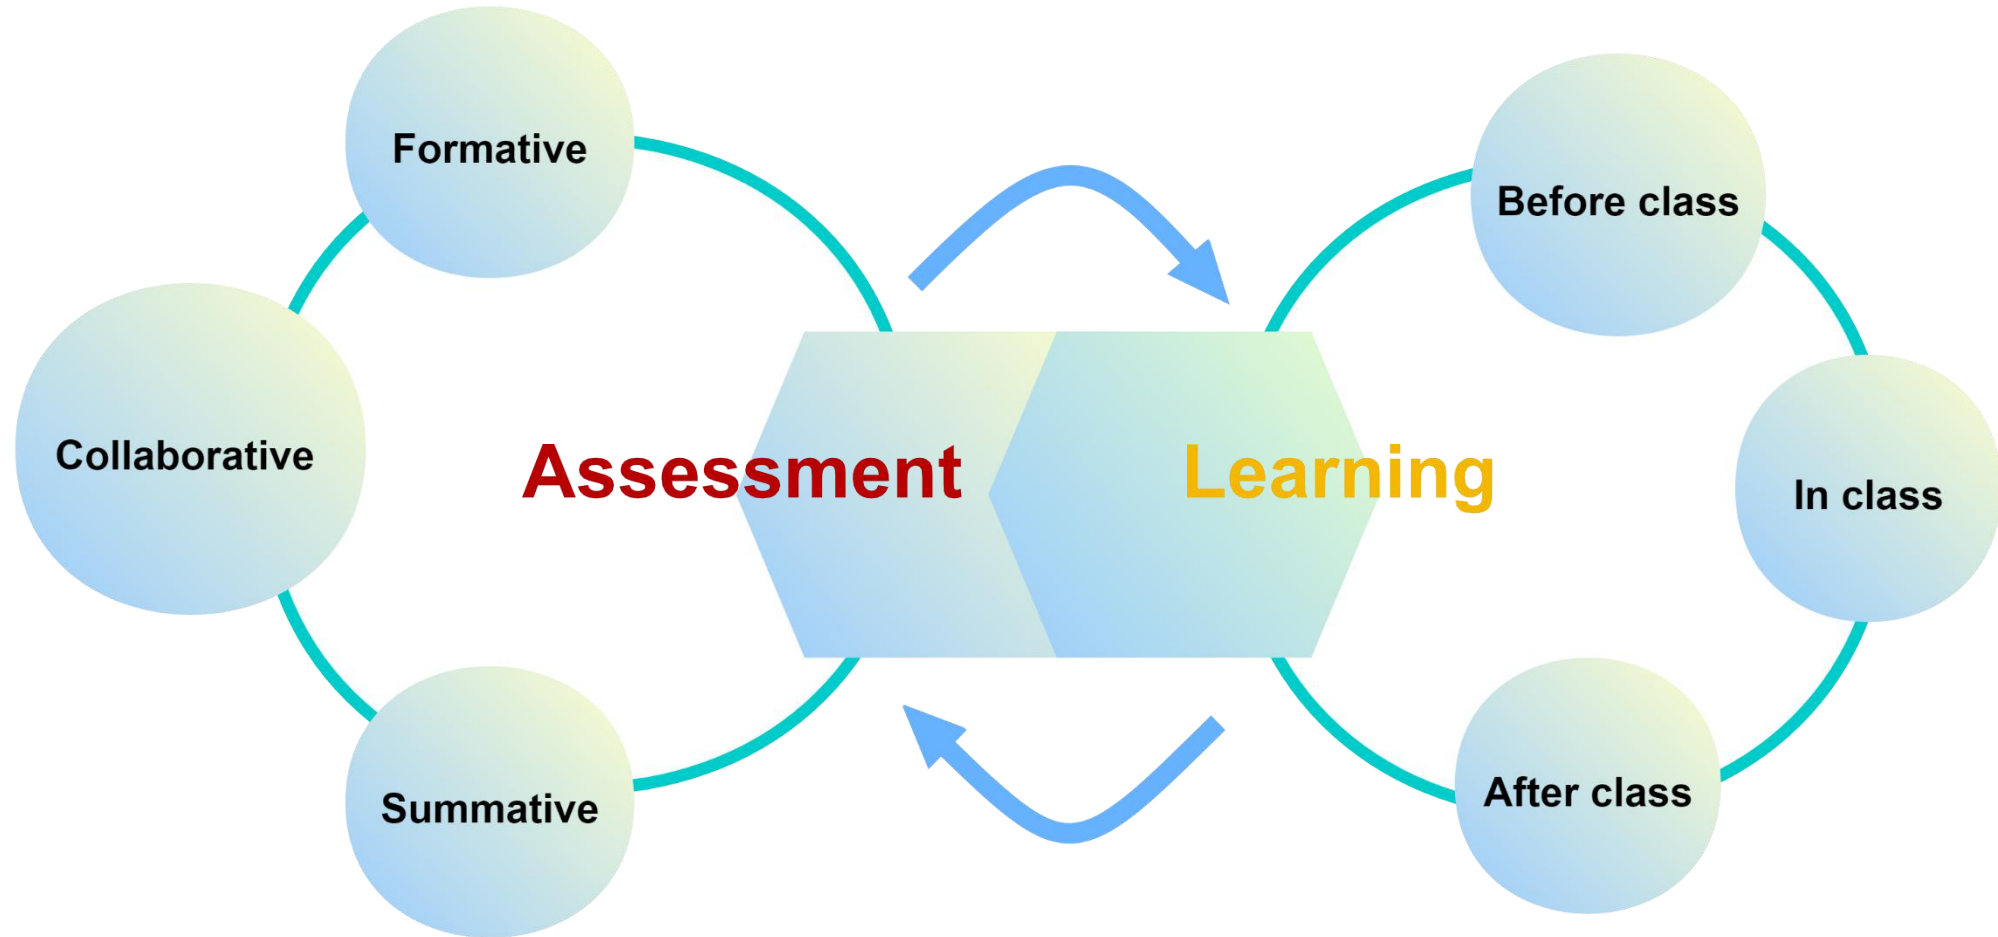 Formative
Collaborative
Summative
Assessment
Learning
Before class
In class
After class